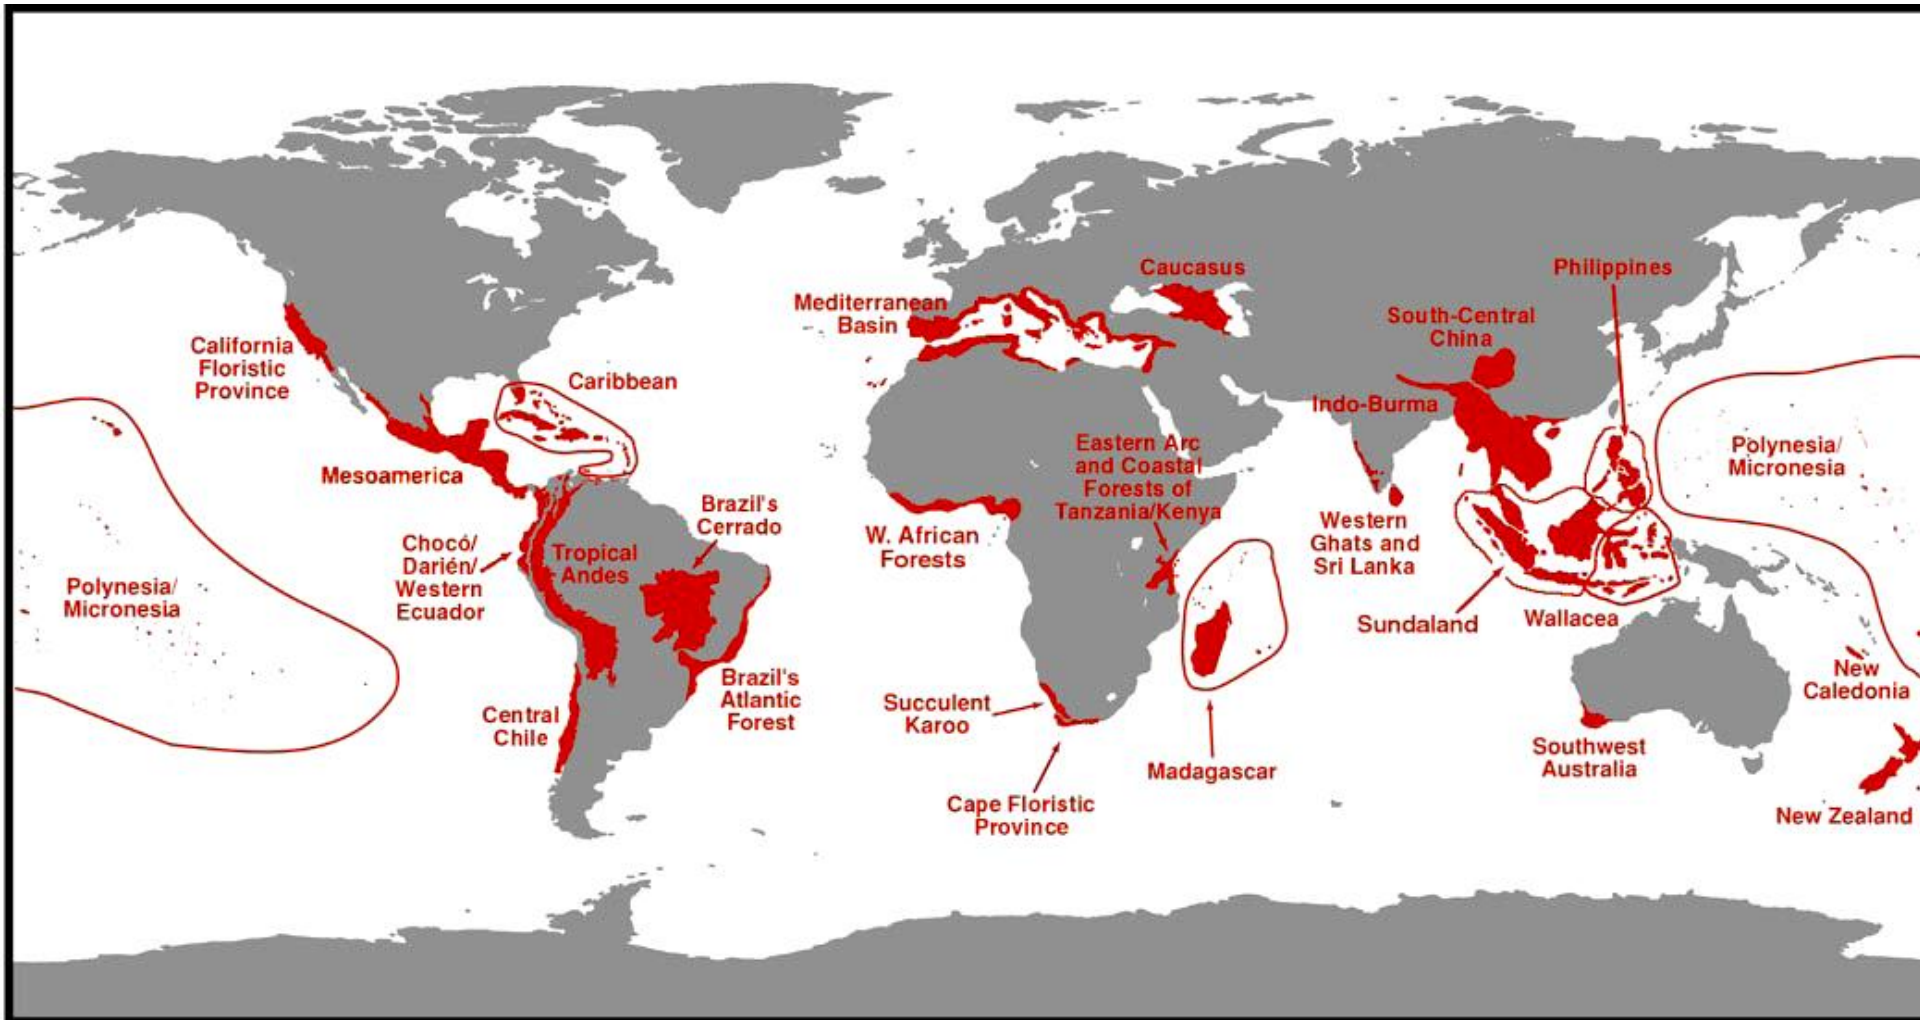 Caucasus
Philippines
Mediterranean
Basin
South-Central
China
California
Floristic
Province
Caribbean
Indo-Burma
Eastern Arc
and Coastal
Forests of
Tanzania/Kenya
Polynesia/
Micronesia
Mesoamerica
Brazil's
Cerrado
Chocó/
Darién/
Western
Ecuador
Tropical
Andes
W. African
Forests
Western
Ghats and
Sri Lanka
Polynesia/
Micronesia
Sundaland
Wallacea
New
Caledonia
Brazil's
Atlantic
Forest
Central
Chile
Succulent
Karoo
Madagascar
Southwest
Australia
Cape Floristic
Province
New Zealand